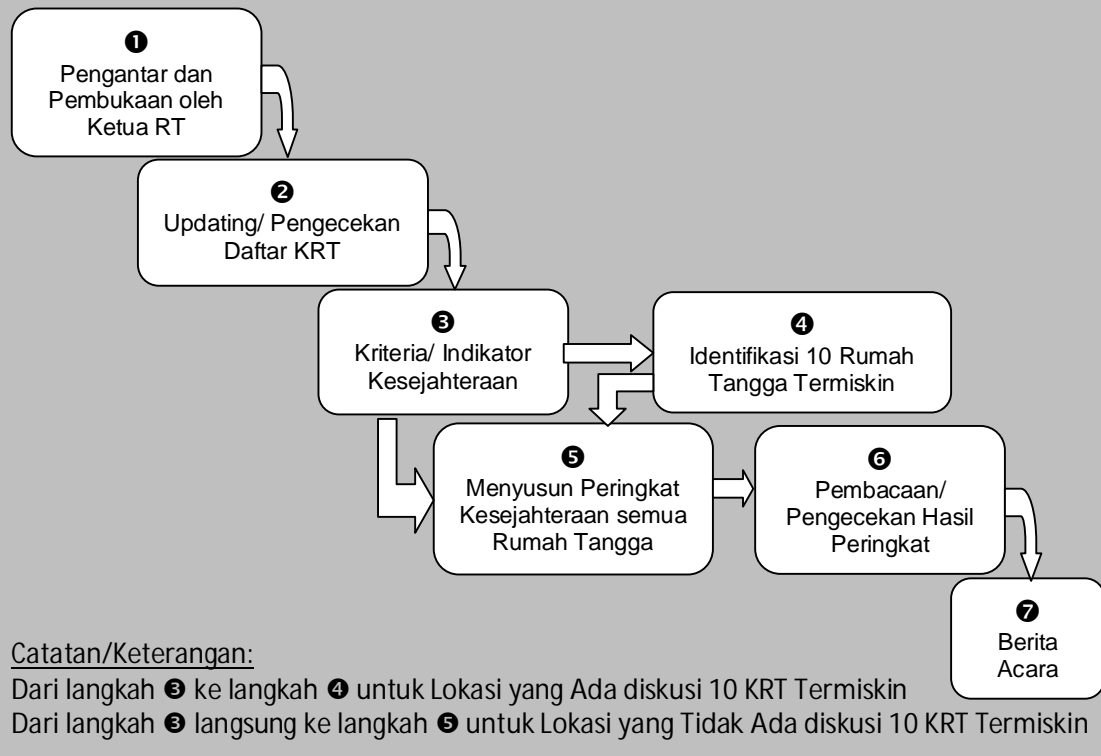 ❶
Pengantar dan
Pembukaan oleh
Ketua RT
❷
Updating/ Pengecekan
Daftar KRT
❸
Kriteria/ Indikator
Kesejahteraan
❹
Identifikasi 10 Rumah
Tangga Termiskin
❺
Menyusun Peringkat
Kesejahteraan semua
Rumah Tangga
❻
Pembacaan/
Pengecekan Hasil
Peringkat
❼
Berita
Acara
Catatan/Keterangan:
Dari langkah ❸ ke langkah ❹ untuk Lokasi yang Ada diskusi 10 KRT Termiskin
Dari langkah ❸ langsung ke langkah ❺ untuk Lokasi yang Tidak Ada diskusi 10 KRT Termiskin